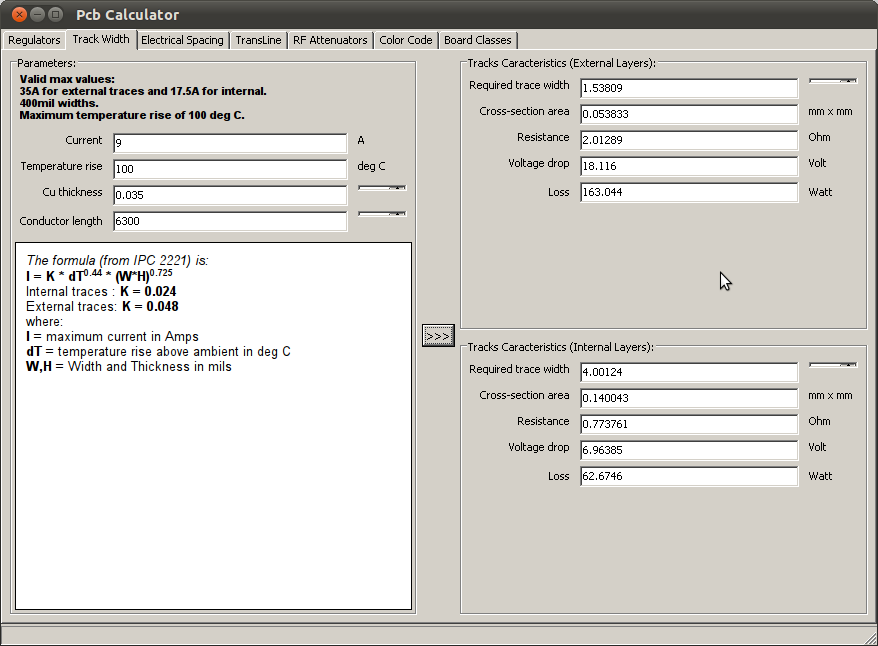 Pcb Calculator
Regulators Track Width Electrical Spacing TransLine RF Attenuators Color Code Board Classes
Parameters:
Valid max values:
35A for external traces and 17.5A for internal.
400mil widths.
Maximum temperature rise of 100 deg C.
Current 9 A
Temperature rise 100 deg C
Cu thickness 0.035
Conductor length 6300
The formula (from IPC 2221) is:
I = K * dT0.44 * (W*H)0.725
Internal traces : K = 0.024
External traces: K = 0.048
where:
I = maximum current in Amps
dT = temperature rise above ambient in deg C
W,H = Width and Thickness in mils
>>>
Tracks Caracteristics (External Layers):
Required trace width 1.53809
Cross-section area 0.053833 mm x mm
Resistance 2.01289 Ohm
Voltage drop 18.116 Volt
Loss 163.044 Watt
Tracks Caracteristics (Internal Layers):
Required trace width 4.00124
Cross-section area 0.140043 mm x mm
Resistance 0.773761 Ohm
Voltage drop 6.96385 Volt
Loss 62.6746 Watt